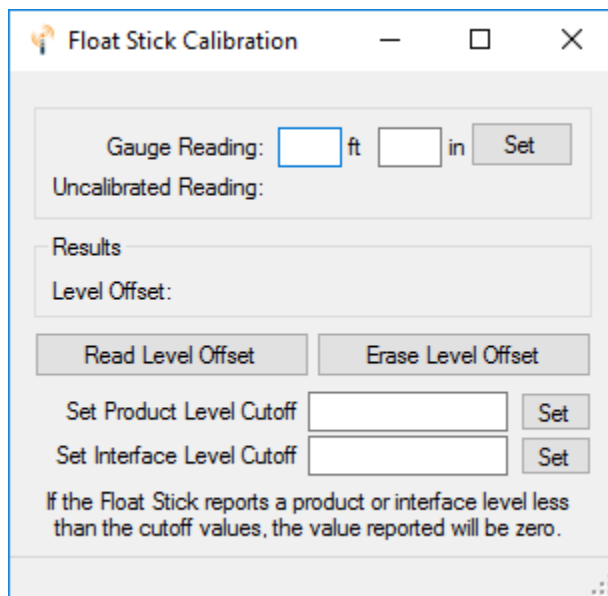 Float Stick Calibration
Gauge Reading: ft in Set
Uncalibrated Reading:
Results
Level Offset:
Read Level Offset Erase Level Offset
Set Product Level Cutoff Set
Set Interface Level Cutoff Set
If the Float Stick reports a product or interface level less
than the cutoff values, the value reported will be zero.